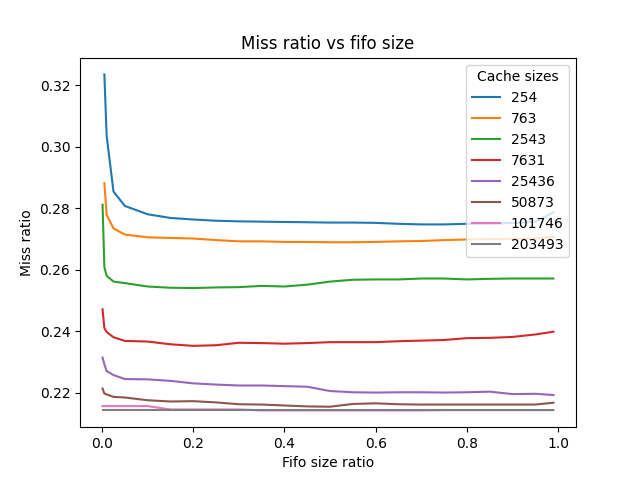 Miss ratio vs fifo size
Cache sizes
254
763
2543
7631
25436
50873
101746
203493
Miss ratio
0.32
0.30
0.28
0.26
0.24
0.22
0.0 0.2 0.4 0.6 0.8 1.0
Fifo size ratio